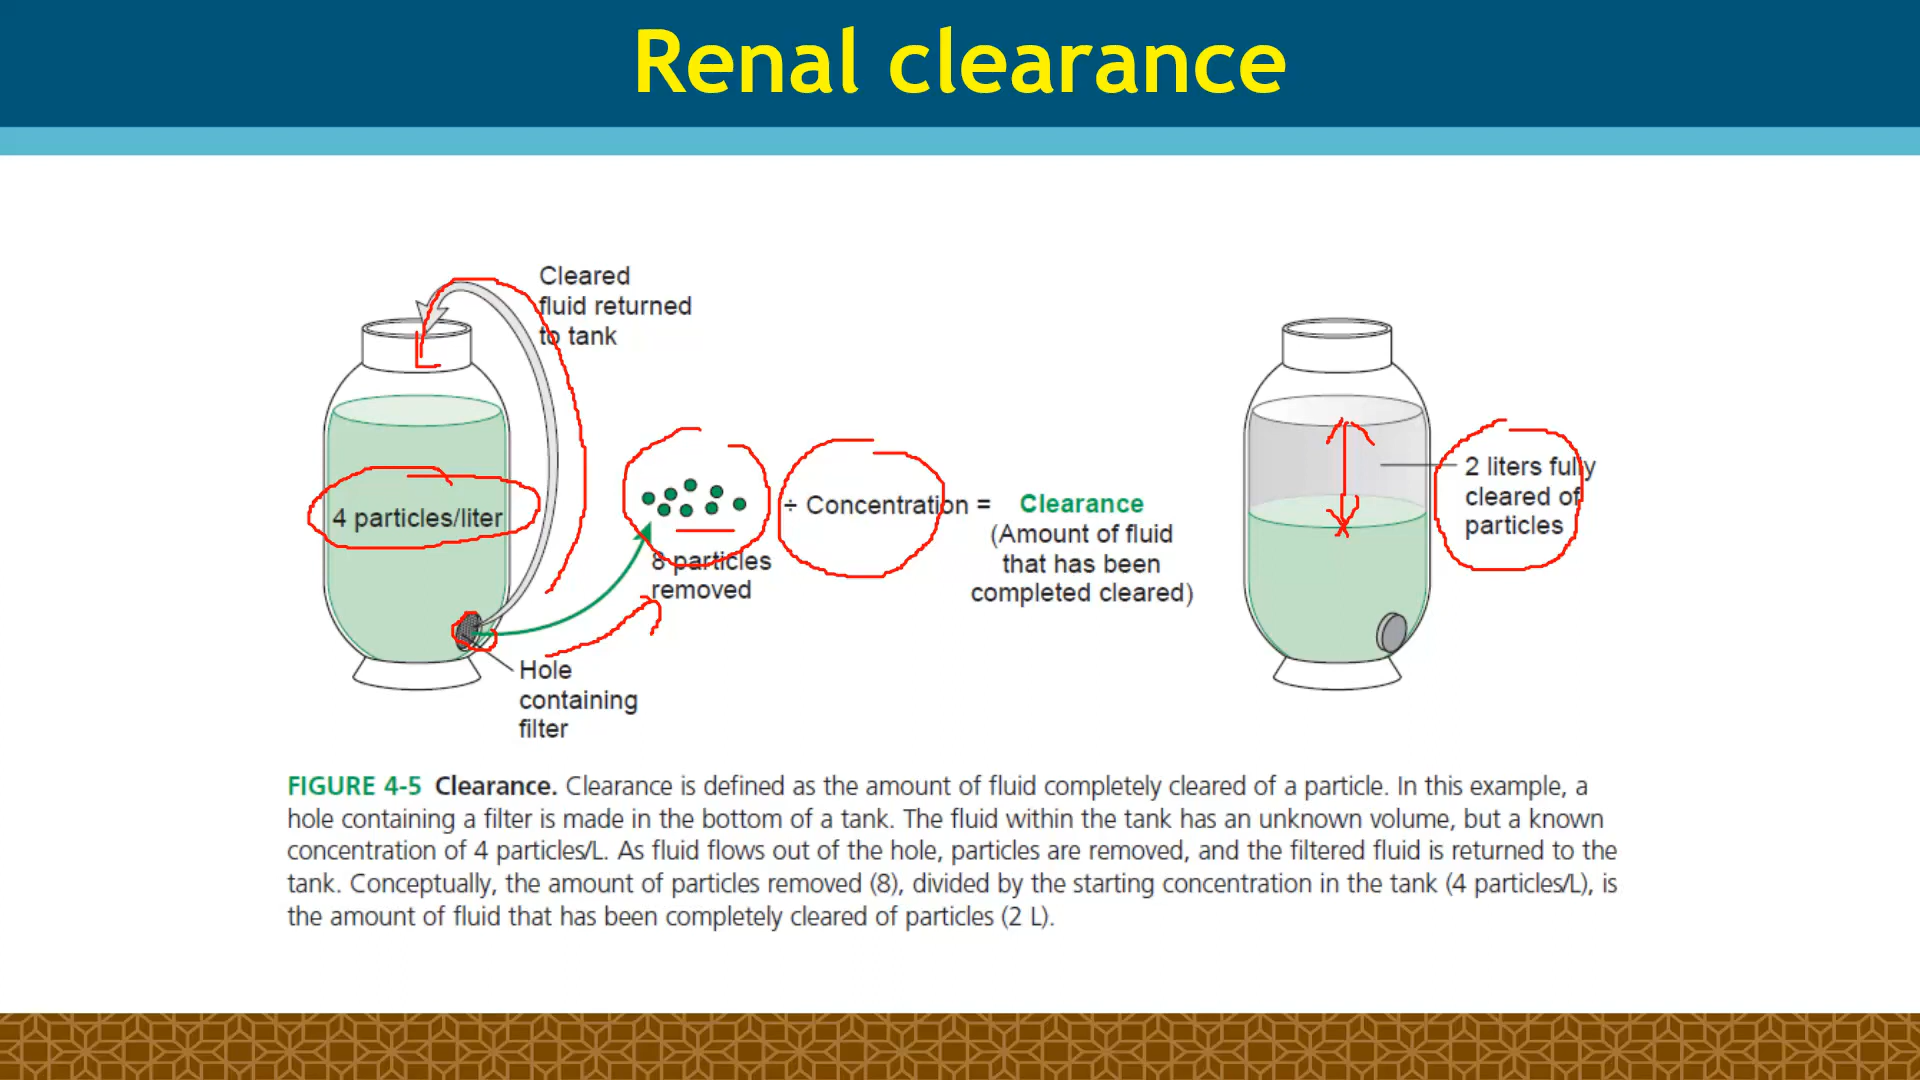 Renal clearance
Cleared
fluid returned
to tank
4 particles/liter
8 particles
removed
÷ Concentration =
Clearance
(Amount of fluid
that has been
completed cleared)
2 liters fully
cleared of
particles
Hole
containing
filter
FIGURE 4-5 Clearance. Clearance is defined as the amount of fluid completely cleared of a particle. In this example, a
hole containing a filter is made in the bottom of a tank. The fluid within the tank has an unknown volume, but a known
concentration of 4 particles/L. As fluid flows out of the hole, particles are removed, and the filtered fluid is returned to the
tank. Conceptually, the amount of particles removed (8), divided by the starting concentration in the tank (4 particles/L), is
the amount of fluid that has been completely cleared of particles (2 L).